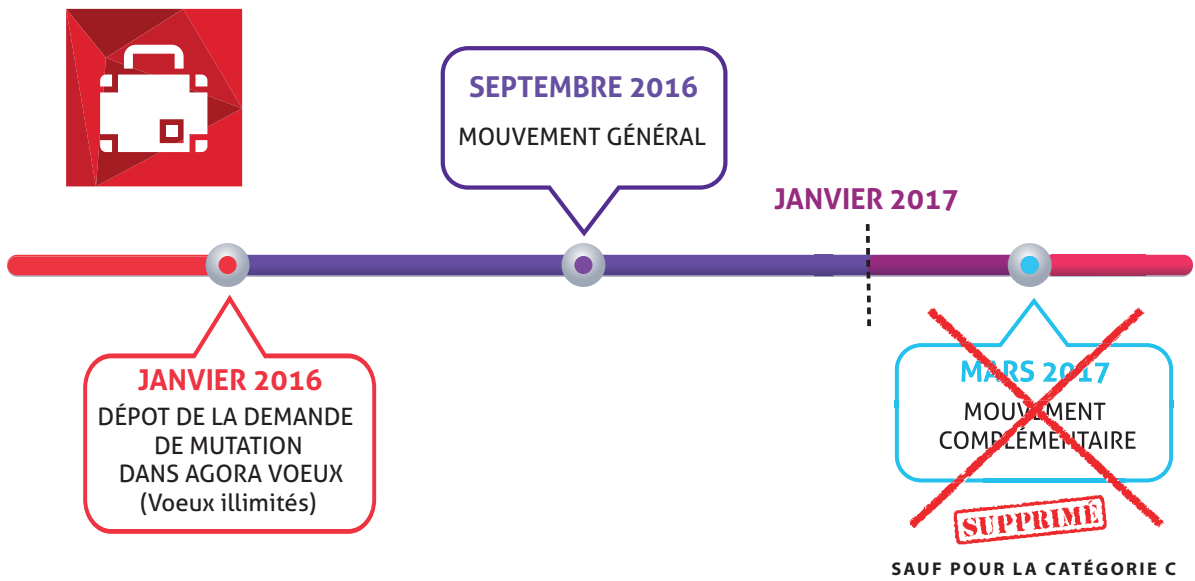 SEPTEMBRE 2016
MOUVEMENT GÉNÉRAL
JANVIER 2017
JANVIER 2016
DÉPOT DE LA DEMANDE
DE MUTATION
DANS AGORA VOEUX
(Voeux illimités)
MARS 2017
MOUVEMENT
COMPLÉMENTAIRE
SUPPRIMÉ
SAUF POUR LA CATÉGORIE C